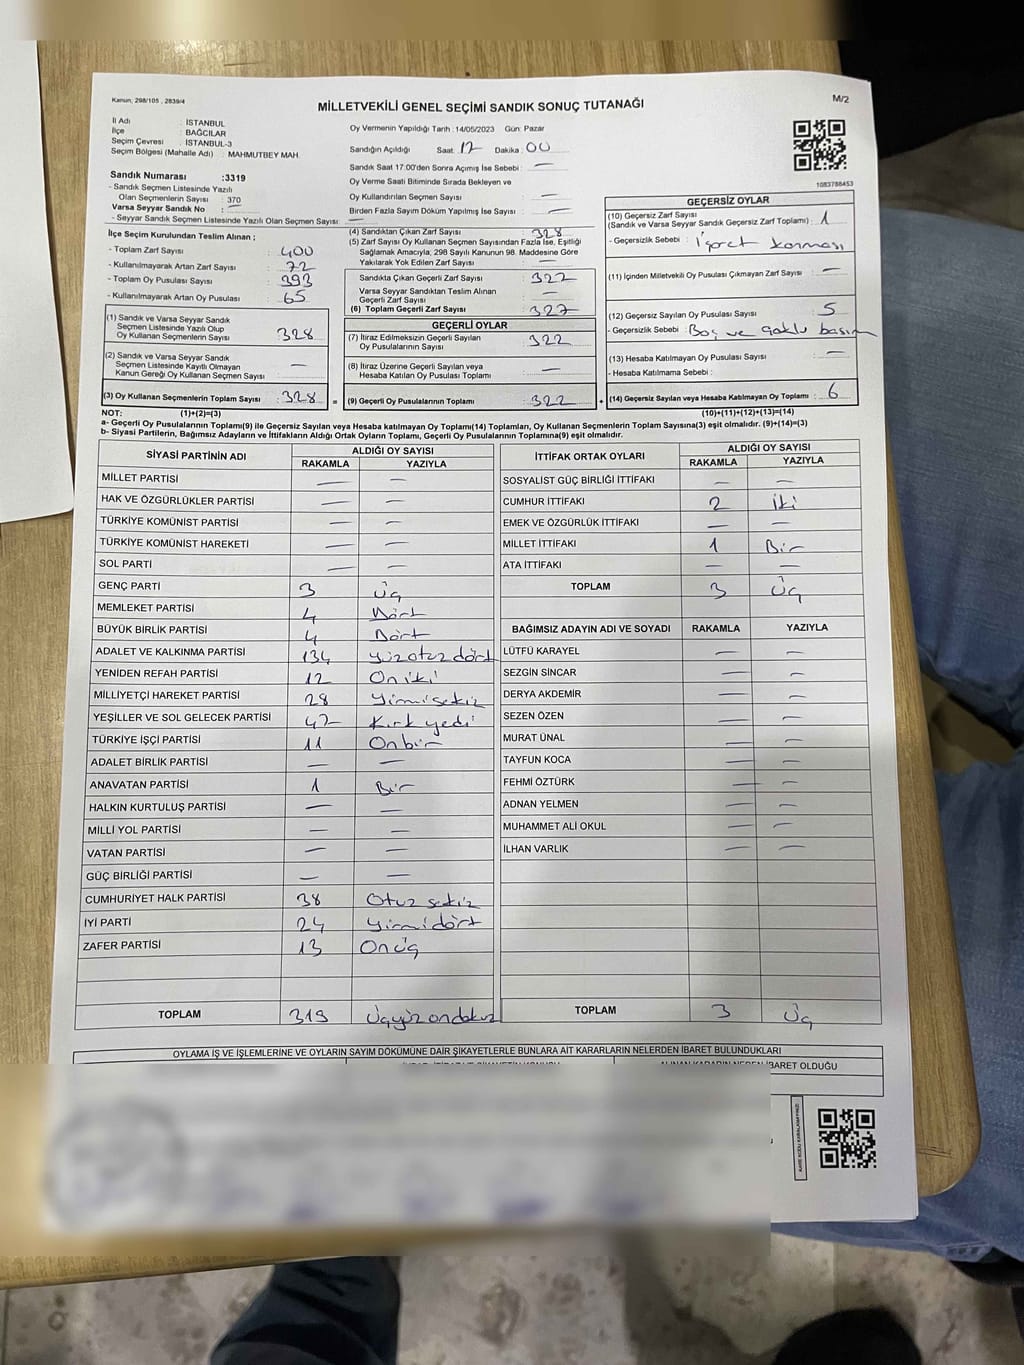 Kanun, 298/105 , 2839/4
M/2
MİLLETVEKİLİ GENEL SEÇİMİ SANDIK SONUÇ TUTANAĞI
İl Adı : İSTANBUL
İlçe : BAĞCILAR
Seçim Çevresi : İSTANBUL-3
Seçim Bölgesi (Mahalle Adı) : MAHMUTBEY MAH.
Sandık Numarası :3319
- Sandık Seçmen Listesinde Yazılı
Olan Seçmenlerin Sayısı : 370
Varsa Seyyar Sandık No : —
- Seyyar Sandık Seçmen Listesinde Yazılı Olan Seçmen Sayısı: —
Oy Vermenin Yapıldığı Tarih : 14/05/2023 Gün: Pazar
Sandığın Açıldığı Saat: 17 Dakika: 00
Sandık Saat 17:00'den Sonra Açımış İse Sebebi : —
Oy Verme Saati Bitiminde Sırada Bekleyen ve
Oy Kullandırılan Seçmen Sayısı : —
Birden Fazla Sayım Döküm Yapılmış İse Sayısı : —
1083788453
İlçe Seçim Kurulundan Teslim Alınan ;
- Toplam Zarf Sayısı : 400
- Kullanılmayarak Artan Zarf Sayısı : 72
- Toplam Oy Pusulası Sayısı : 393
- Kullanılmayarak Artan Oy Pusulası : 65
(4) Sandıktan Çıkan Zarf Sayısı : 328
(5) Zarf Sayısı Oy Kullanan Seçmen Sayısından Fazla İse, Eşitliği
Sağlamak Amacıyla, 298 Sayılı Kanunun 98. Maddesine Göre
Yakılarak Yok Edilen Zarf Sayısı : —
Sandıkta Çıkan Geçerli Zarf Sayısı : 327
Varsa Seyyar Sandıktan Teslim Alınan
Geçerli Zarf Sayısı : —
(6) Toplam Geçerli Zarf Sayısı : 327
GEÇERSİZ OYLAR
(10) Geçersiz Zarf Sayısı
(Sandık ve Varsa Seyyar Sandık Geçersiz Zarf Toplamı) : 1
- Geçersizlik Sebebi : İşaret konması
(11) İçinden Milletvekili Oy Pusulası Çıkmayan Zarf Sayısı : —
(12) Geçersiz Sayılan Oy Pusulası Sayısı : 5
- Geçersizlik Sebebi : Boş ve çoklu basım
(13) Hesaba Katılmayan Oy Pusulası Sayısı : —
- Hesaba Katılmama Sebebi :
(14) Geçersiz Sayılan veya Hesaba Katılmayan Oy Toplamı : 6
(1) Sandık ve Varsa Seyyar Sandık
Seçmen Listesinde Yazılı Olup
Oy Kullanan Seçmenlerin Sayısı : 328
(2) Sandık ve Varsa Seyyar Sandık
Seçmen Listesinde Kayıtlı Olmayan
Kanun Gereği Oy Kullanan Seçmen Sayısı : —
(3) Oy Kullanan Seçmenlerin Toplam Sayısı : 328 =
GEÇERLİ OYLAR
(7) İtiraz Edilmeksizin Geçerli Sayılan
Oy Pusulalarının Sayısı : 322
(8) İtiraz Üzerine Geçerli Sayılan veya
Hesaba Katılan Oy Pusulası Toplamı : —
(9) Geçerli Oy Pusulalarının Toplamı : 322 +
NOT: (1)+(2)=(3) (10)+(11)+(12)+(13)=(14)
a- Geçerli Oy Pusulalarının Toplamı(9) ile Geçersiz Sayılan veya Hesaba katılmayan Oy Toplamı(14) Toplamları, Oy Kullanan Seçmenlerin Toplam Sayısına(3) eşit olmalıdır. (9)+(14)=(3)
b- Siyasi Partilerin, Bağımsız Adayların ve İttifakların Aldığı Ortak Oyların Toplamı, Geçerli Oy Pusulalarının Toplamına(9) eşit olmalıdır.
SİYASİ PARTİNİN ADI ALDIĞI OY SAYISI
RAKAMLA YAZIYLA
MİLLET PARTİSİ — —
HAK VE ÖZGÜRLÜKLER PARTİSİ — —
TÜRKİYE KOMÜNİST PARTİSİ — —
TÜRKİYE KOMÜNİST HAREKETİ — —
SOL PARTİ — —
GENÇ PARTİ 3 Üç
MEMLEKET PARTİSİ 4 Dört
BÜYÜK BİRLİK PARTİSİ 4 Dört
ADALET VE KALKINMA PARTİSİ 134 yüzotuz dört
YENİDEN REFAH PARTİSİ 12 On iki
MİLLİYETÇİ HAREKET PARTİSİ 28 yirmisekiz
YEŞİLLER VE SOL GELECEK PARTİSİ 47 Kırk yedi
TÜRKİYE İŞÇİ PARTİSİ 11 Onbir
ADALET BİRLİK PARTİSİ — —
ANAVATAN PARTİSİ 1 Bir
HALKIN KURTULUŞ PARTİSİ — —
MİLLİ YOL PARTİSİ — —
VATAN PARTİSİ — —
GÜÇ BİRLİĞİ PARTİSİ — —
CUMHURİYET HALK PARTİSİ 38 Otuz sekiz
İYİ PARTİ 24 yirmidört
ZAFER PARTİSİ 13 Onüç
TOPLAM 319 Üçyüz ondokuz
İTTİFAK ORTAK OYLARI ALDIĞI OY SAYISI
RAKAMLA YAZIYLA
SOSYALİST GÜÇ BİRLİĞİ İTTİFAKI — —
CUMHUR İTTİFAKI 2 İki
EMEK VE ÖZGÜRLÜK İTTİFAKI — —
MİLLET İTTİFAKI 1 Bir
ATA İTTİFAKI — —
TOPLAM 3 Üç
BAĞIMSIZ ADAYIN ADI VE SOYADI RAKAMLA YAZIYLA
LÜTFÜ KARAYEL — —
SEZGİN SİNCAR — —
DERYA AKDEMİR — —
SEZEN ÖZEN — —
MURAT ÜNAL — —
TAYFUN KOCA — —
FEHMİ ÖZTÜRK — —
ADNAN YELMEN — —
MUHAMMET ALİ OKUL — —
İLHAN VARLIK — —
TOPLAM 3 Üç
OYLAMA İŞ VE İŞLEMLERİNE VE OYLARIN SAYIM DÖKÜMÜNE DAİR ŞİKAYETLERLE BUNLARA AİT KARARLARIN NELERDEN İBARET BULUNDUKLARI
ALINAN KARARIN NEDEN İBARET OLDUĞU